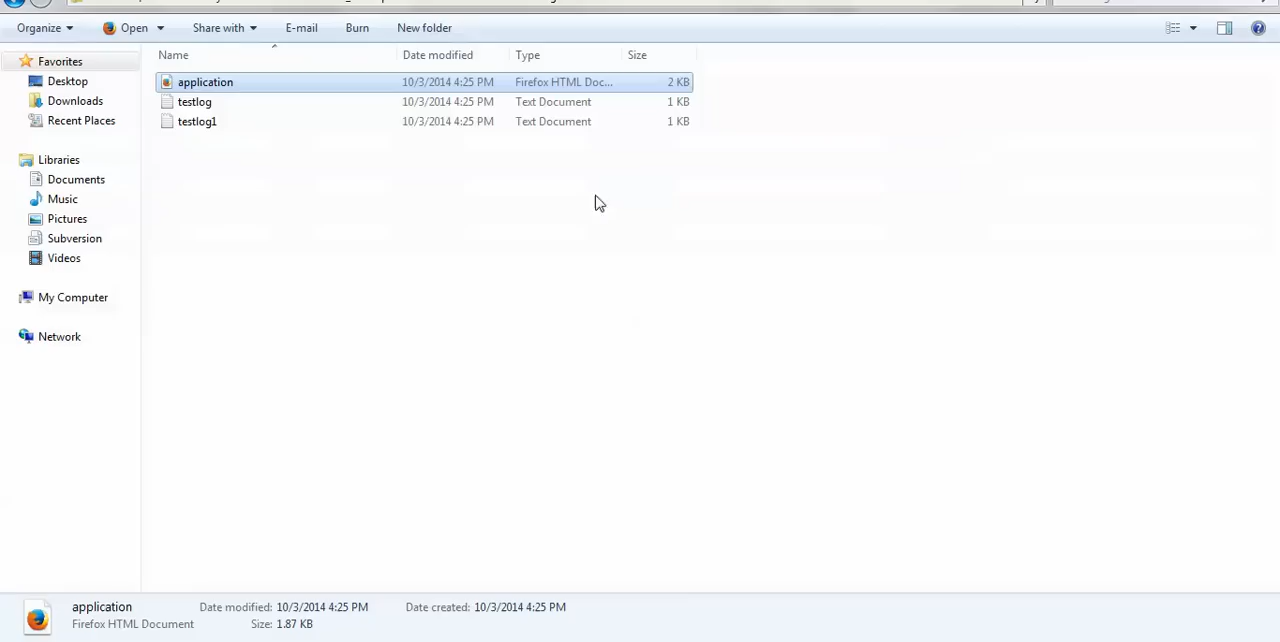 Organize Open Share with E-mail Burn New folder
Name Date modified Type Size
Favorites
Desktop
Downloads
Recent Places
Libraries
Documents
Music
Pictures
Subversion
Videos
My Computer
Network
application 10/3/2014 4:25 PM Firefox HTML Doc... 2 KB
testlog 10/3/2014 4:25 PM Text Document 1 KB
testlog1 10/3/2014 4:25 PM Text Document 1 KB
application Date modified: 10/3/2014 4:25 PM Date created: 10/3/2014 4:25 PM
Firefox HTML Document Size: 1.87 KB